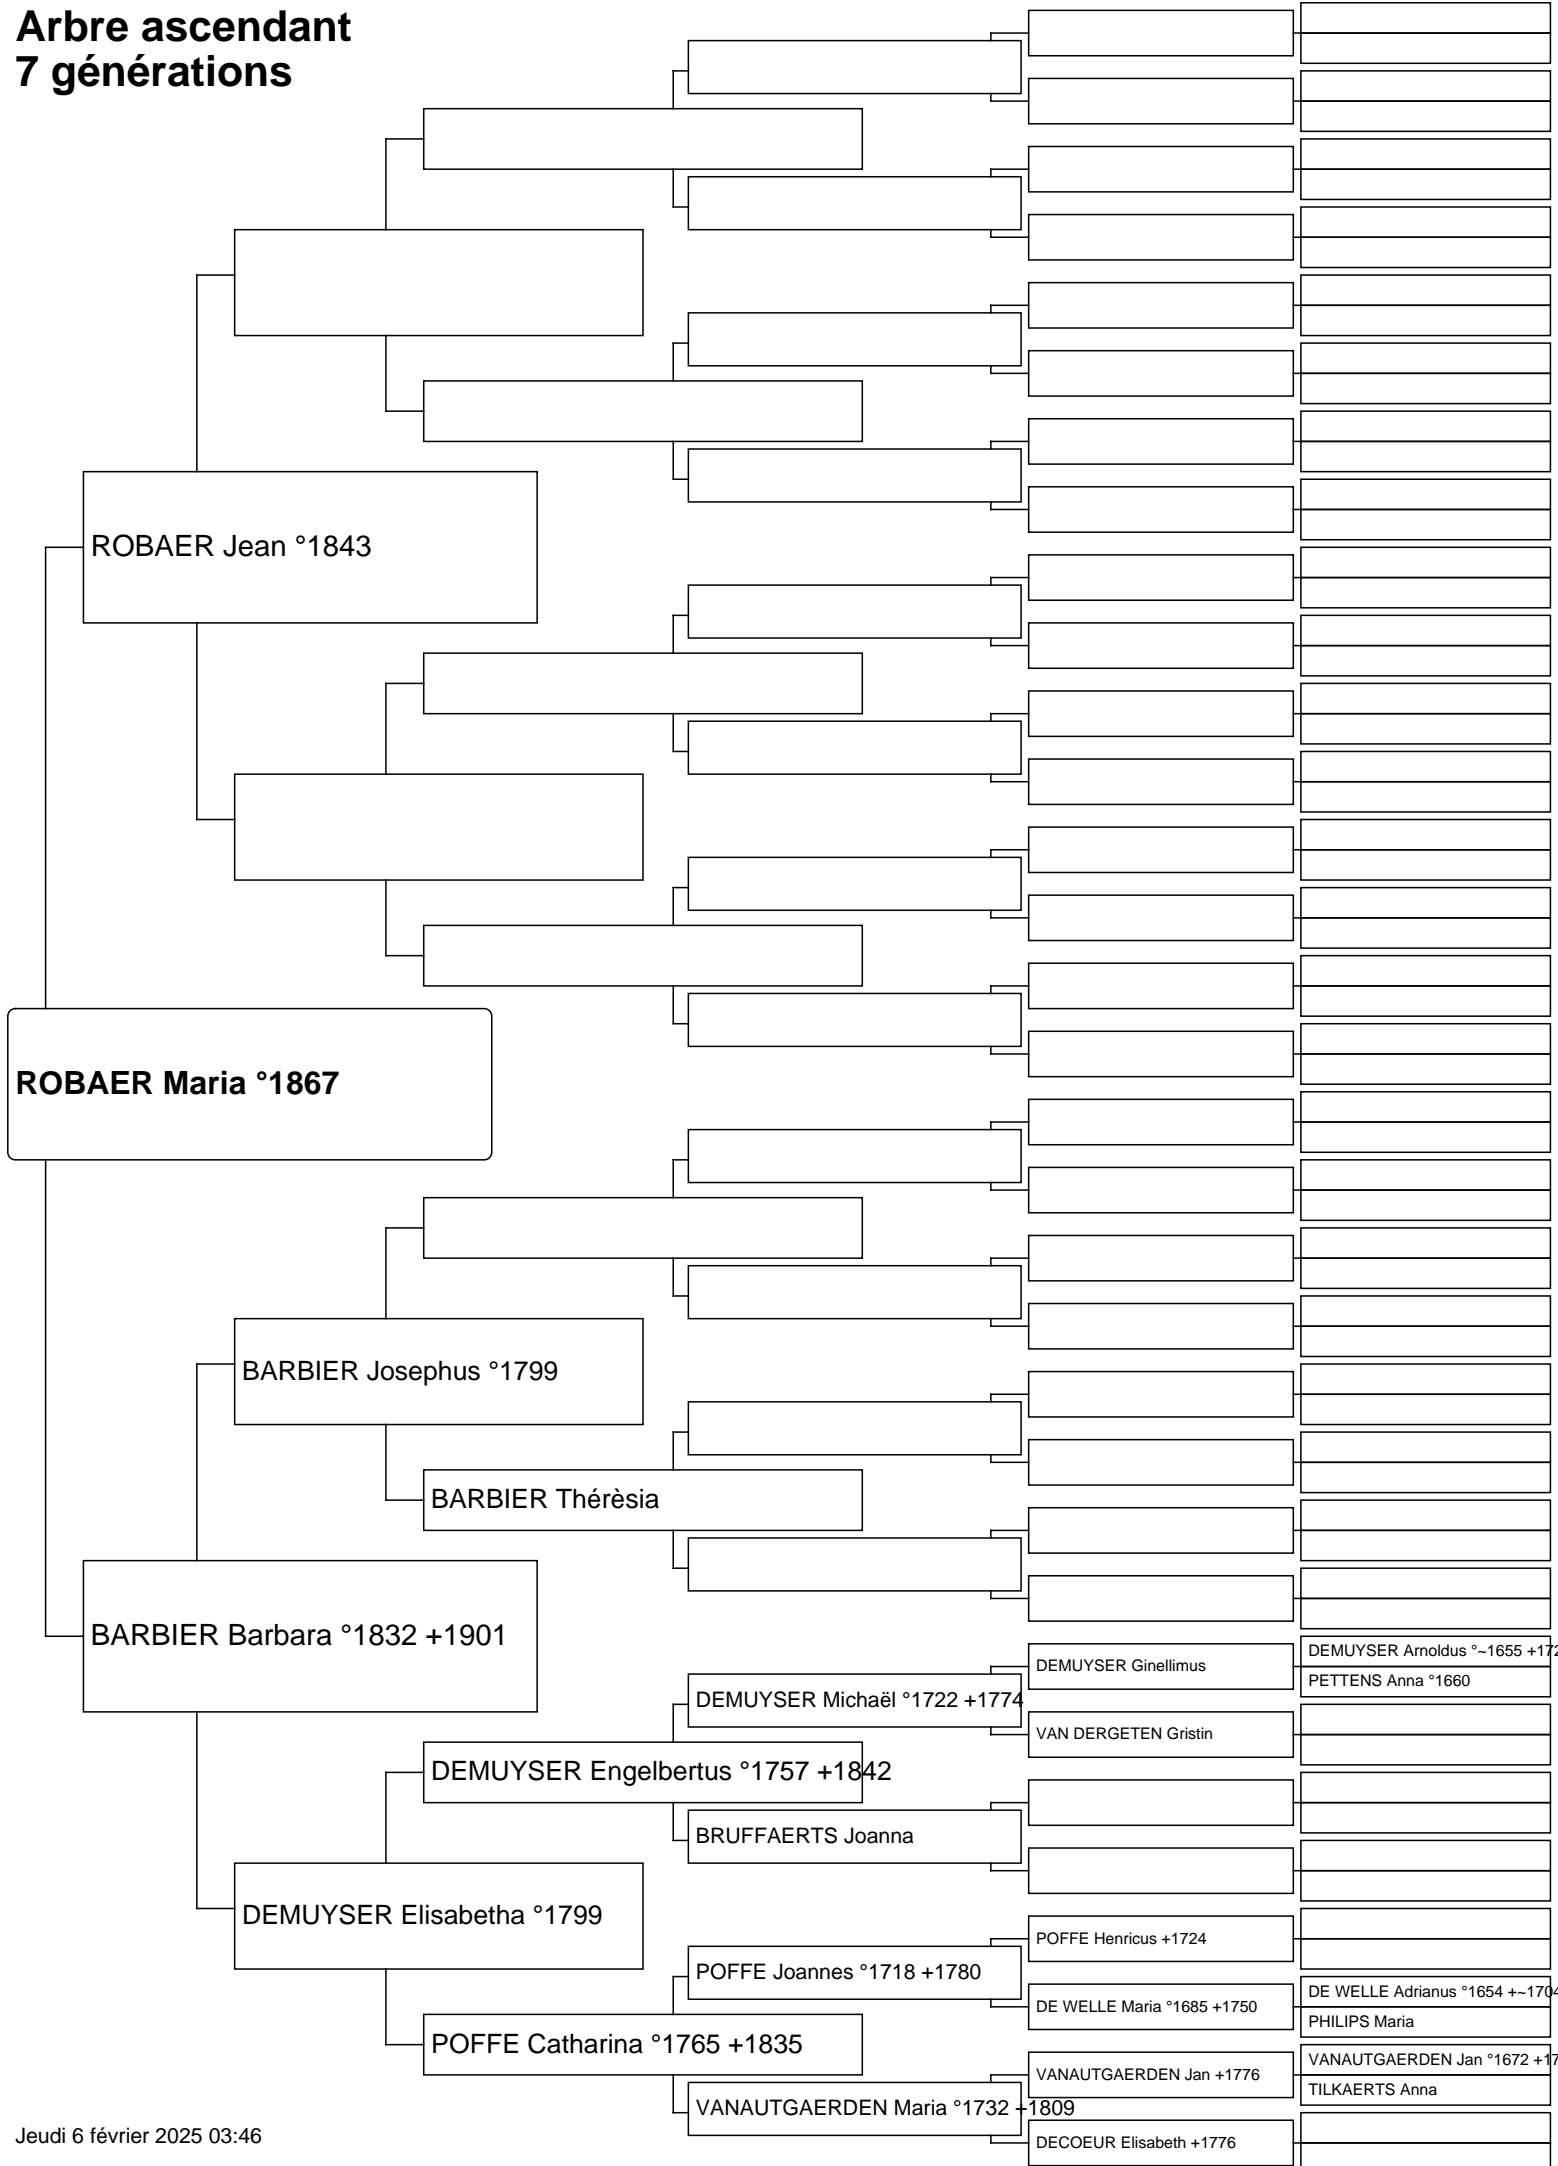 Arbre ascendant
7 générations
ROBAER Jean °1843
ROBAER Maria °1867
BARBIER Josephus °1799
BARBIER Thérèsia
BARBIER Barbara °1832 +1901
DEMUYSER Ginellimus
DEMUYSER Arnoldus °~1655 +172
PETTENS Anna °1660
DEMUYSER Michaël °1722 +1774
VAN DERGETEN Gristin
DEMUYSER Engelbertus °1757 +1842
BRUFFAERTS Joanna
DEMUYSER Elisabetha °1799
POFFE Henricus +1724
POFFE Joannes °1718 +1780
DE WELLE Maria °1685 +1750
DE WELLE Adrianus °1654 +~1704
PHILIPS Maria
POFFE Catharina °1765 +1835
VANAUTGAERDEN Jan +1776
VANAUTGAERDEN Jan °1672 +17
TILKAERTS Anna
VANAUTGAERDEN Maria °1732 +1809
DECOEUR Elisabeth +1776
Jeudi 6 février 2025 03:46